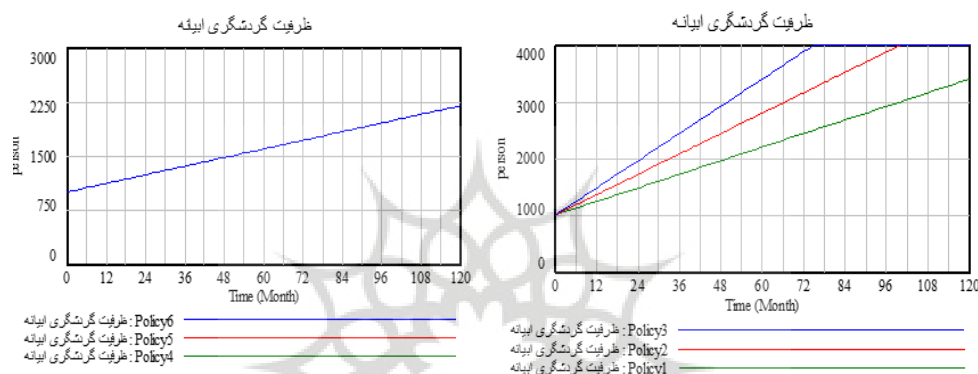 ظرفیت گردشگری ابیانه
3000
2250
1500
750
0
person
0 12 24 36 48 60 72 84 96 108 120
Time (Month)
ظرفیت گردشگری ابیانه : Policy6
ظرفیت گردشگری ابیانه : Policy5
ظرفیت گردشگری ابیانه : Policy4
ظرفیت گردشگری ابیانه
4000
3000
2000
1000
0
person
0 12 24 36 48 60 72 84 96 108 120
Time (Month)
ظرفیت گردشگری ابیانه : Policy3
ظرفیت گردشگری ابیانه : Policy2
ظرفیت گردشگری ابیانه : Policy1